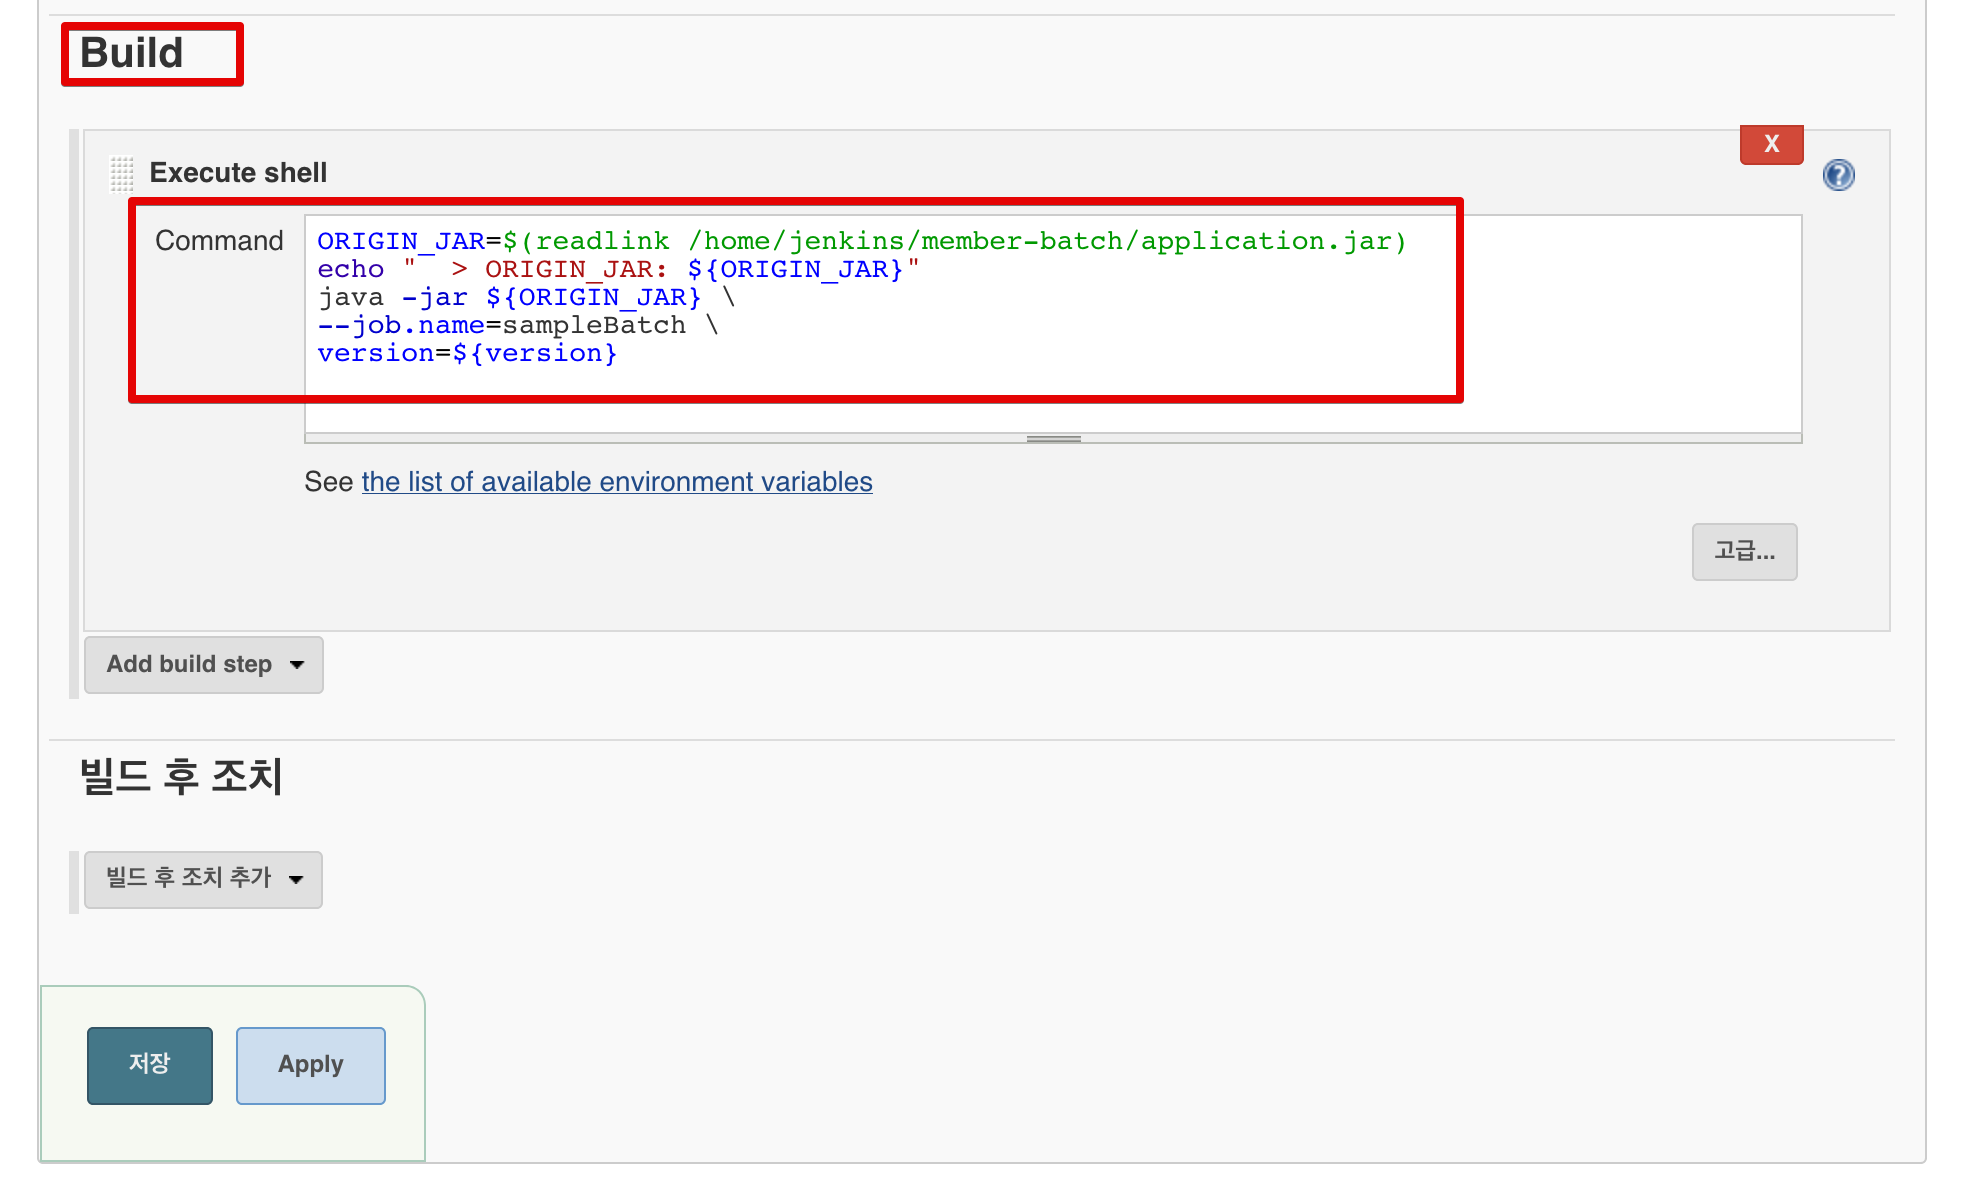 Build
X
Execute shell
?
Command
ORIGIN_JAR=$(readlink /home/jenkins/member-batch/application.jar)
echo "  > ORIGIN_JAR: ${ORIGIN_JAR}"
java -jar ${ORIGIN_JAR} \
--job.name=sampleBatch \
version=${version}
See the list of available environment variables
고급...
Add build step
빌드 후 조치
빌드 후 조치 추가
저장
Apply